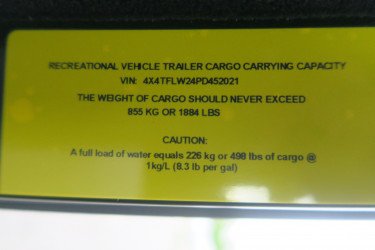 RECREATIONAL VEHICLE TRAILER CARGO CARRYING CAPACITY
VIN: 4X4TFLW24PD452021
THE WEIGHT OF CARGO SHOULD NEVER EXCEED
855 KG OR 1884 LBS
CAUTION:
A full load of water equals 226 kg or 498 lbs of cargo @
1kg/L (8.3 lb per gal)